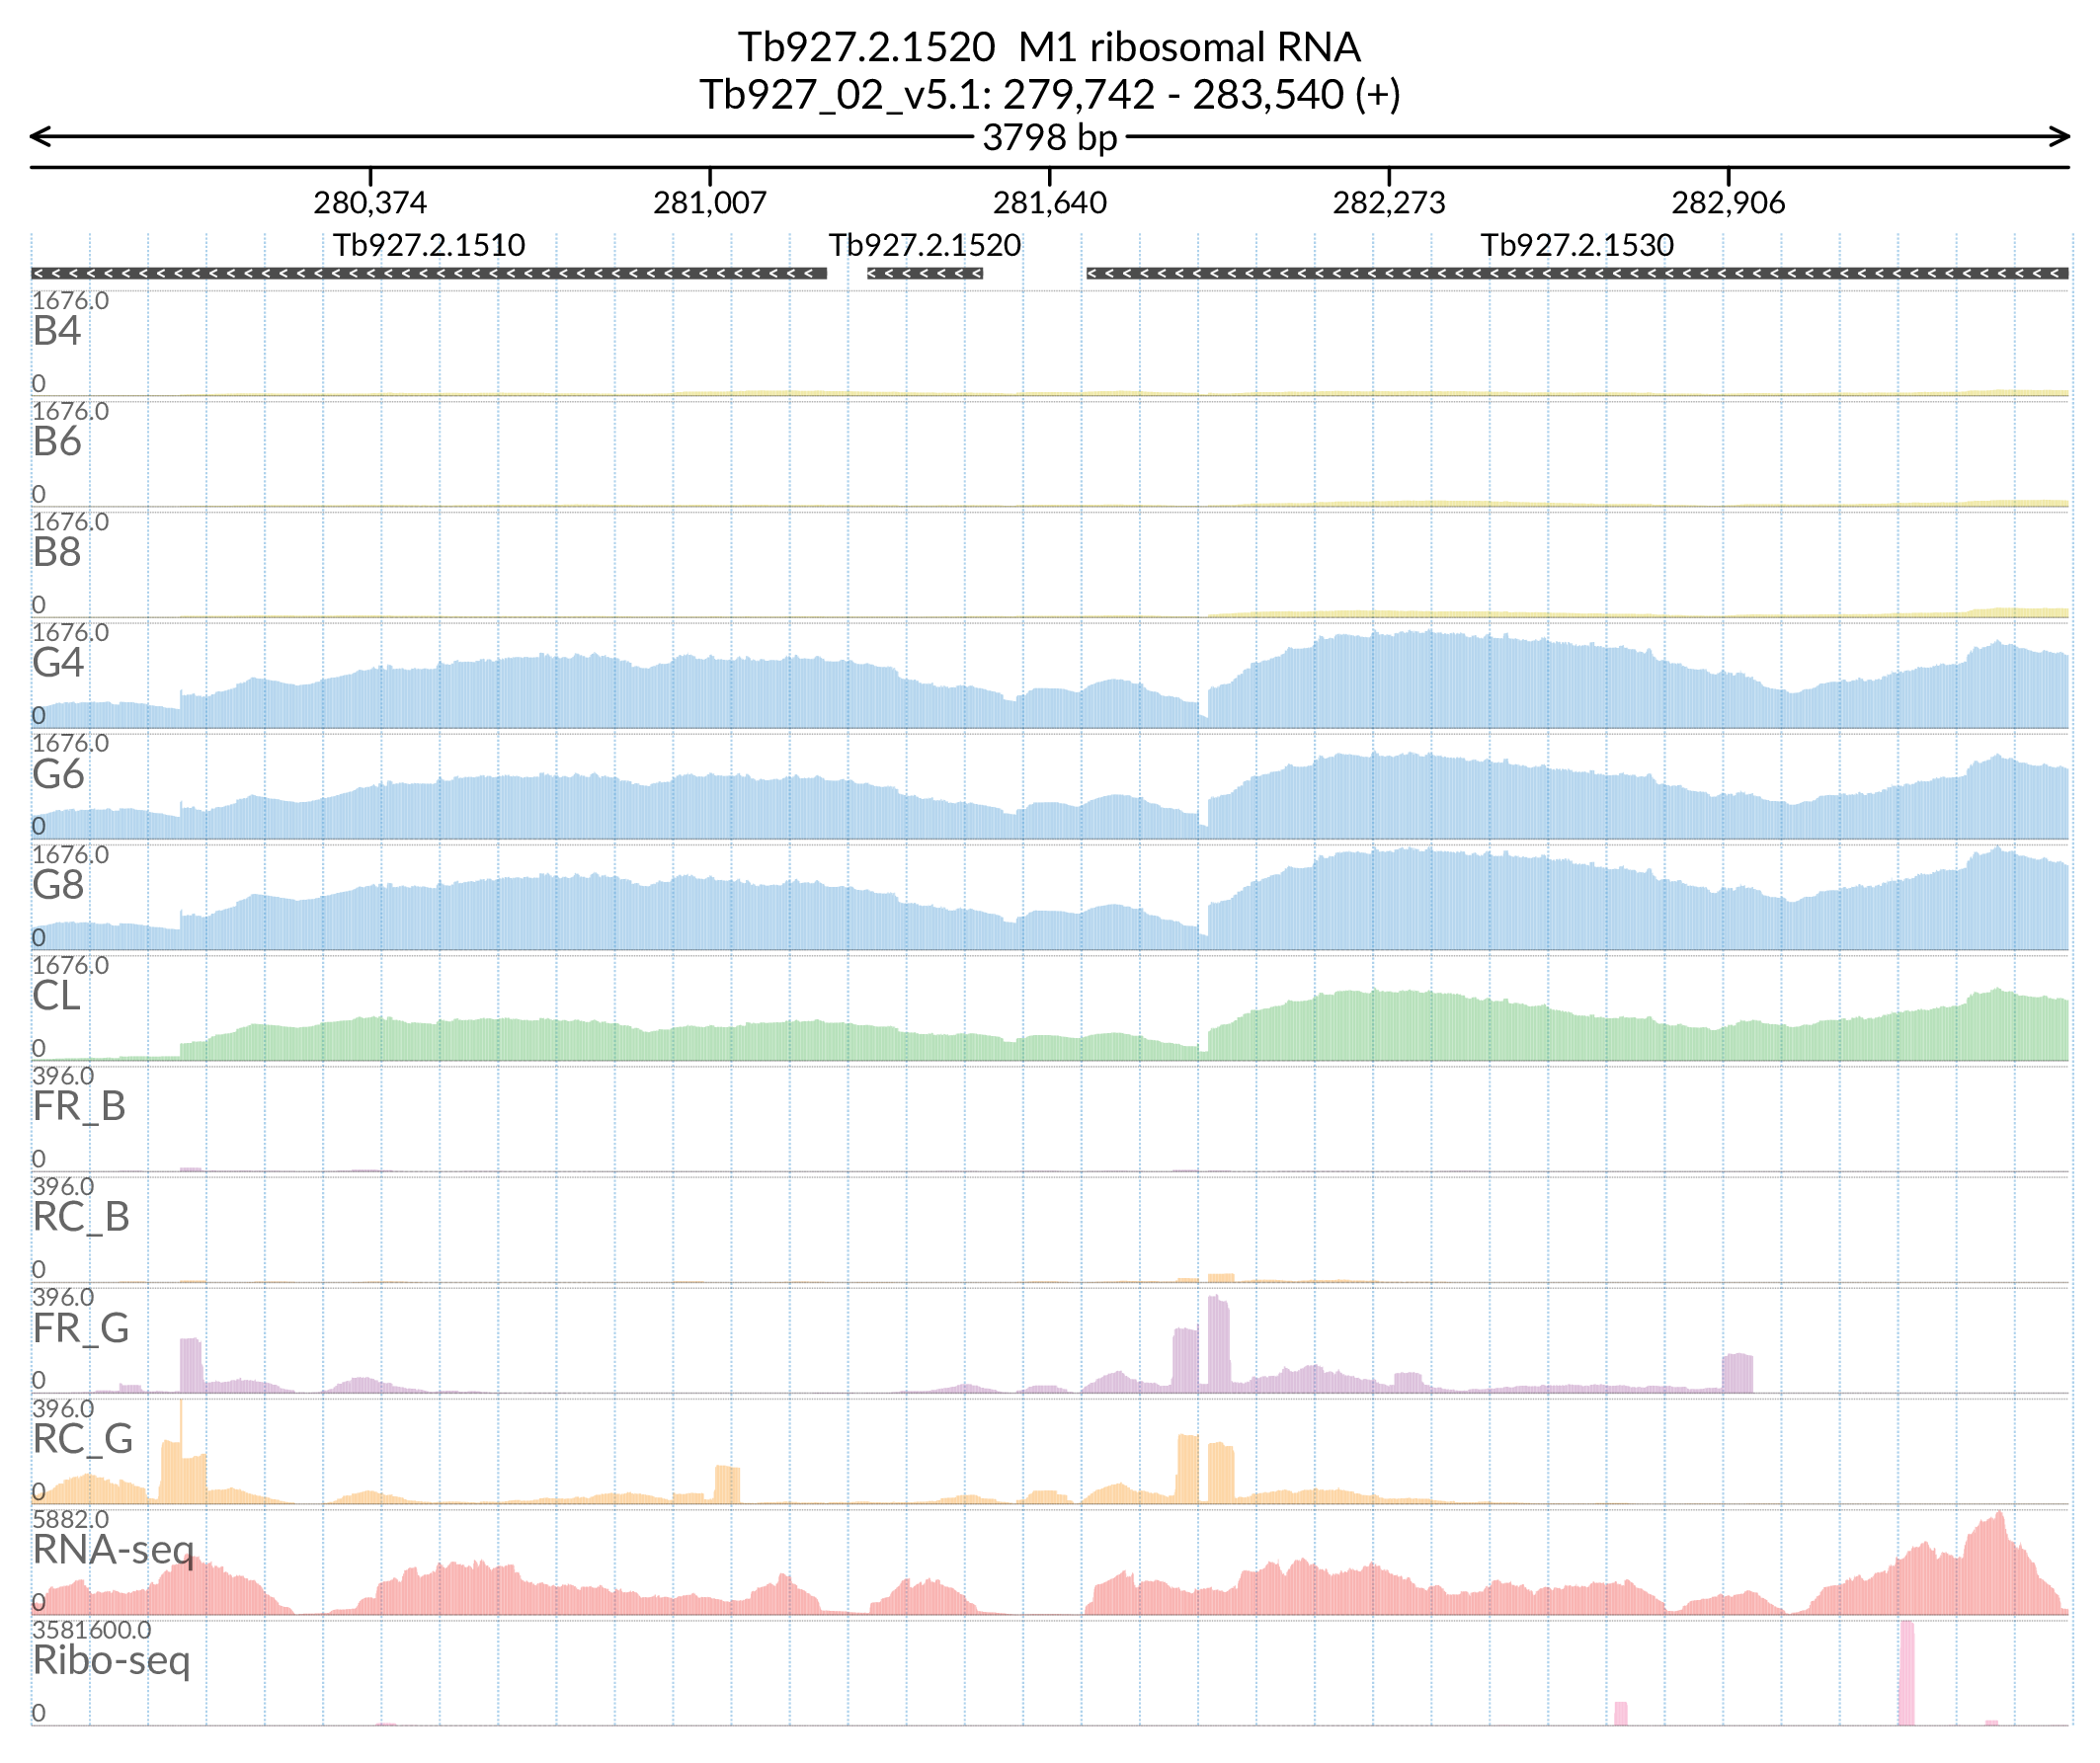 Tb927.2.1520 M1 ribosomal RNA
Tb927_02_v5.1: 279,742 - 283,540 (+)
3798 bp
280,374 281,007 281,640 282,273 282,906
Tb927.2.1510 Tb927.2.1520 Tb927.2.1530
1676.0
B4
0
1676.0
B6
0
1676.0
B8
0
1676.0
G4
0
1676.0
G6
0
1676.0
G8
0
1676.0
CL
0
396.0
FR_B
0
396.0
RC_B
0
396.0
FR_G
0
396.0
RC_G
0
5882.0
RNA-seq
0
3581600.0
Ribo-seq
0